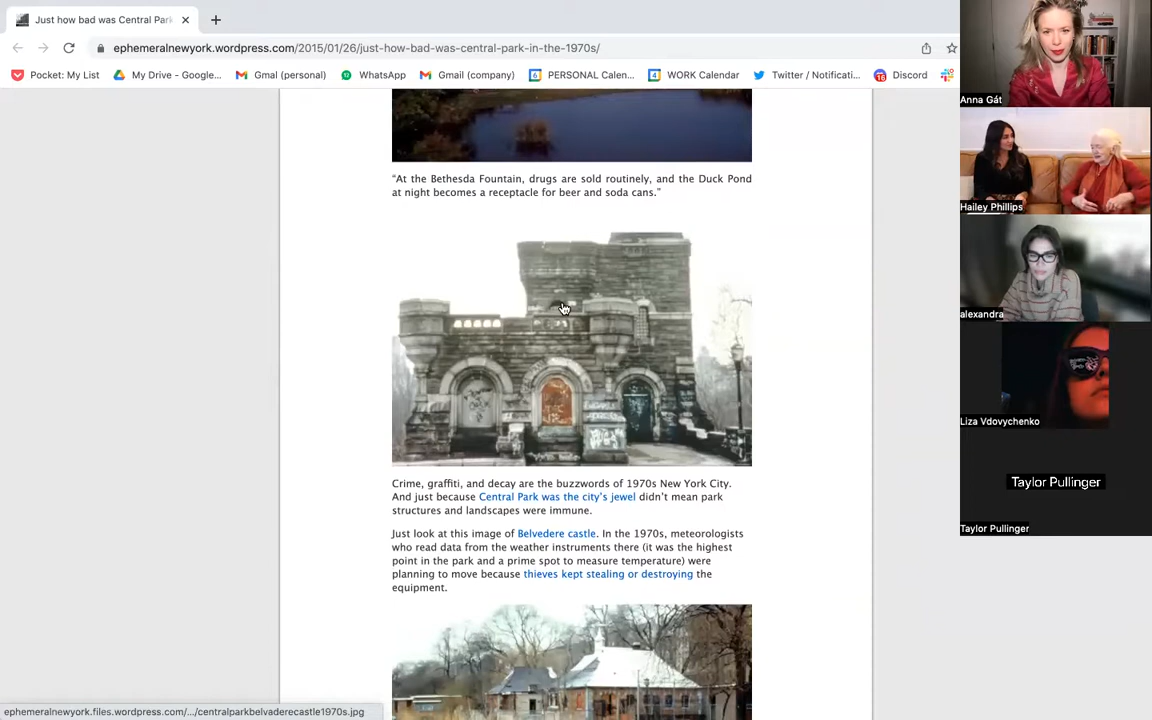 Just how bad was Central Park
ephemeralnewyork.wordpress.com/2015/01/26/just-how-bad-was-central-park-in-the-1970s/
Pocket: My List
My Drive - Google...
Gmal (personal)
WhatsApp
Gmail (company)
PERSONAL Calen...
WORK Calendar
Twitter / Notificati...
Discord
“At the Bethesda Fountain, drugs are sold routinely, and the Duck Pond
at night becomes a receptacle for beer and soda cans.”
Crime, graffiti, and decay are the buzzwords of 1970s New York City.
And just because Central Park was the city’s jewel didn’t mean park
structures and landscapes were immune.
Just look at this image of Belvedere castle. In the 1970s, meteorologists
who read data from the weather instruments there (it was the highest
point in the park and a prime spot to measure temperature) were
planning to move because thieves kept stealing or destroying the
equipment.
ephemeralnewyork.files.wordpress.com/.../centralparkbelvaderecastle1970s.jpg
Anna Gát
Hailey Phillips
alexandra
Liza Vdovychenko
Taylor Pullinger
Taylor Pullinger